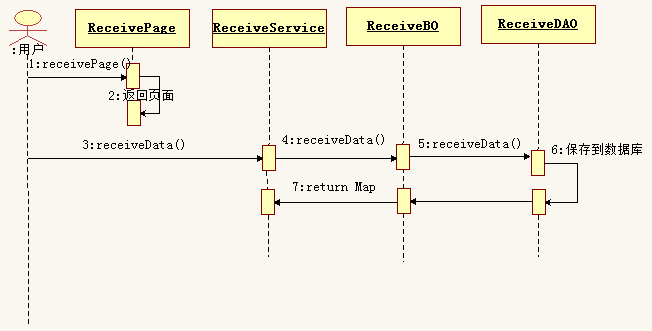 ReceivePage
ReceiveService
ReceiveBO
ReceiveDAO
:用户
1:receivePage()
2:返回页面
3:receiveData()
4:receiveData()
5:receiveData()
6:保存到数据库
7:return Map